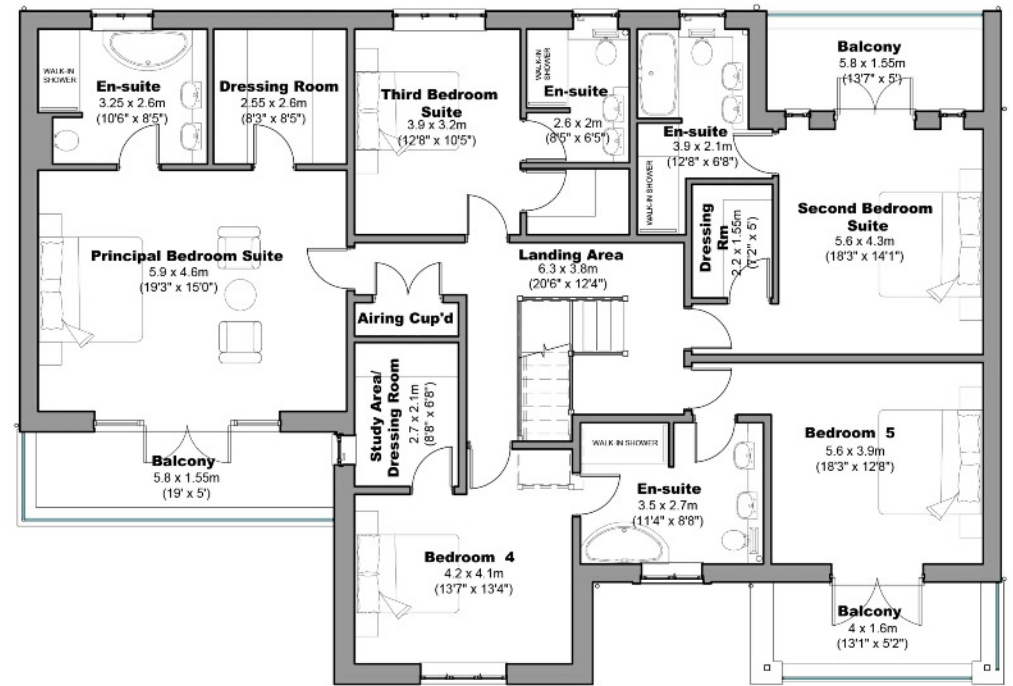 WALK-IN
SHOWER
En-suite
3.25 x 2.6m
(10'6" x 8'5")
Dressing Room
2.55 x 2.6m
(8'3" x 8'5")
Third Bedroom
Suite
3.9 x 3.2m
(12'8" x 10'5")
WALK-IN
SHOWER
En-suite
2.6 x 2m
(8'5" x 6'5")
En-suite
3.9 x 2.1m
(12'8" x 6'8")
WALK-IN SHOWER
Balcony
5.8 x 1.55m
(13'7" x 5')
Principal Bedroom Suite
5.9 x 4.6m
(19'3" x 15'0")
Landing Area
6.3 x 3.8m
(20'6" x 12'4")
Dressing
Rm
2.2 x 1.55m
(7'2" x 5')
Second Bedroom
Suite
5.6 x 4.3m
(18'3" x 14'1")
Airing Cup'd
Study Area/
Dressing Room
2.7 x 2.1m
(8'8" x 6'8")
Balcony
5.8 x 1.55m
(19' x 5')
WALK IN SHOWER
En-suite
3.5 x 2.7m
(11'4" x 8'8")
Bedroom 5
5.6 x 3.9m
(18'3" x 12'8")
Bedroom 4
4.2 x 4.1m
(13'7" x 13'4")
Balcony
4 x 1.6m
(13'1" x 5'2")